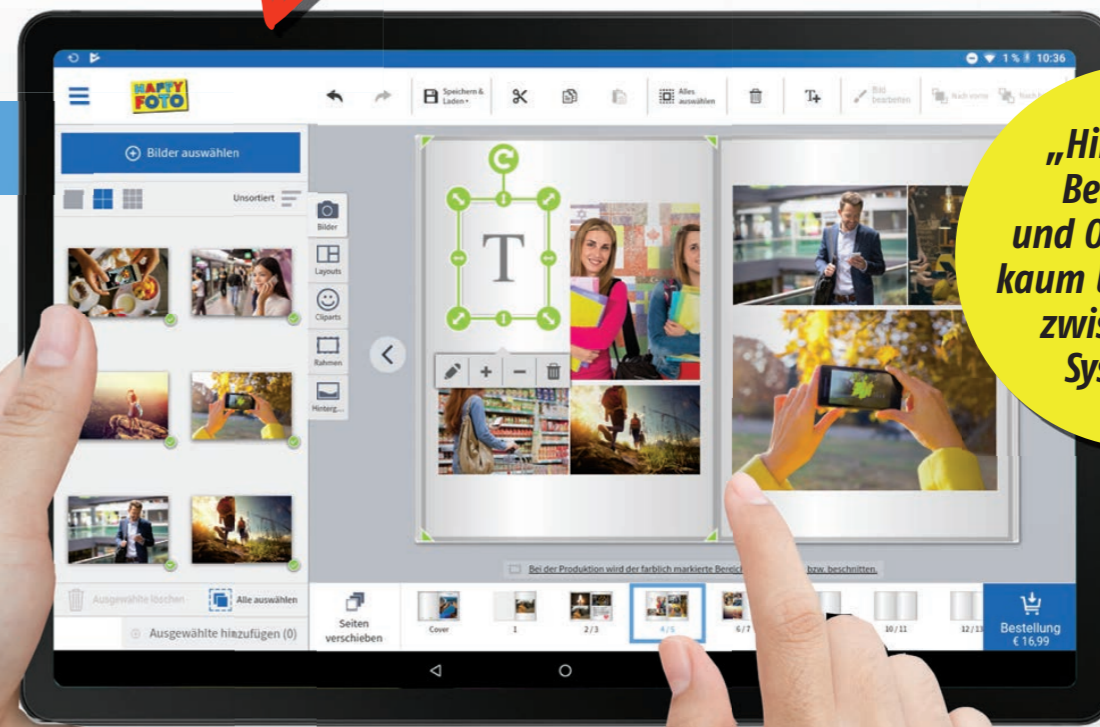 1 % 10:36
HAPPY
FOTO
Speichern &
Laden
Alles
auswählen
Bild
bearbeiten
Nach vorne
Nach
Bilder auswählen
Unsortiert
Bilder
Layouts
Cliparts
Rahmen
Hinterg...
T
Bei der Produktion wird der farblich markierte Bereich bzw. beschnitten.
Ausgewählte löschen
Alle auswählen
Ausgewählte hinzufügen (0)
Seiten
verschieben
Cover
1
2/3
4/5
6/7
10/11
12/13
Bestellung
€ 16,99
„Hi
Be
und O
kaum
zwis
Sys